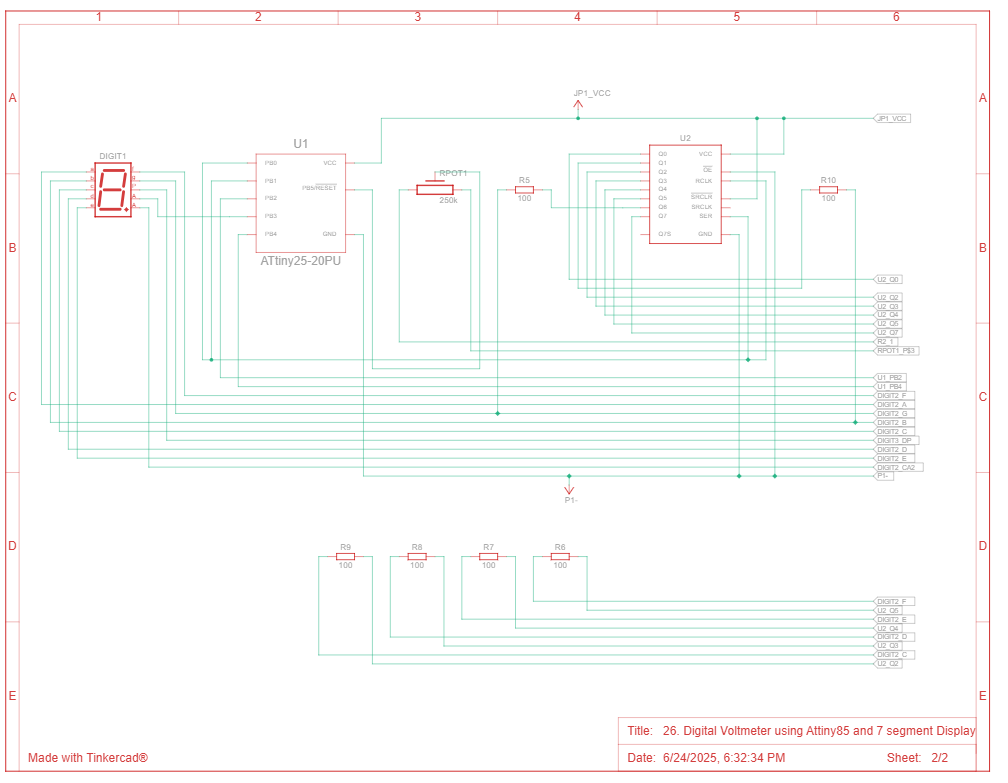 1 2 3 4 5 6
A A
B B
C C
D D
E E
JP1_VCC
JP1_VCC
DIGIT1
U1
PB0 VCC
PB1
PB5/RESET
PB2
PB3
PB4 GND
ATtiny25-20PU
RPOT1
250k
R5
100
U2
Q0 VCC
Q1
Q2 OE
Q3 RCLK
Q4
Q5 SRCLR
Q6 SRCLK
Q7 SER
Q7S GND
R10
100
U2_Q0
U2_Q2
U2_Q3
U2_Q4
U2_Q5
U2_Q7
R2_1
RPOT1_P$3
U1_PB2
U1_PB4
DIGIT2_F
DIGIT2_A
DIGIT2_G
DIGIT2_B
DIGIT2_C
DIGIT3_DP
DIGIT2_D
DIGIT2_E
DIGIT2_CA2
P1-
P1-
R9
100
R8
100
R7
100
R6
100
DIGIT2_F
U2_Q5
DIGIT2_E
U2_Q4
DIGIT2_D
U2_Q3
DIGIT2_C
U2_Q2
Title: 26. Digital Voltmeter using Attiny85 and 7 segment Display
Made with Tinkercad®
Date: 6/24/2025, 6:32:34 PM Sheet: 2/2